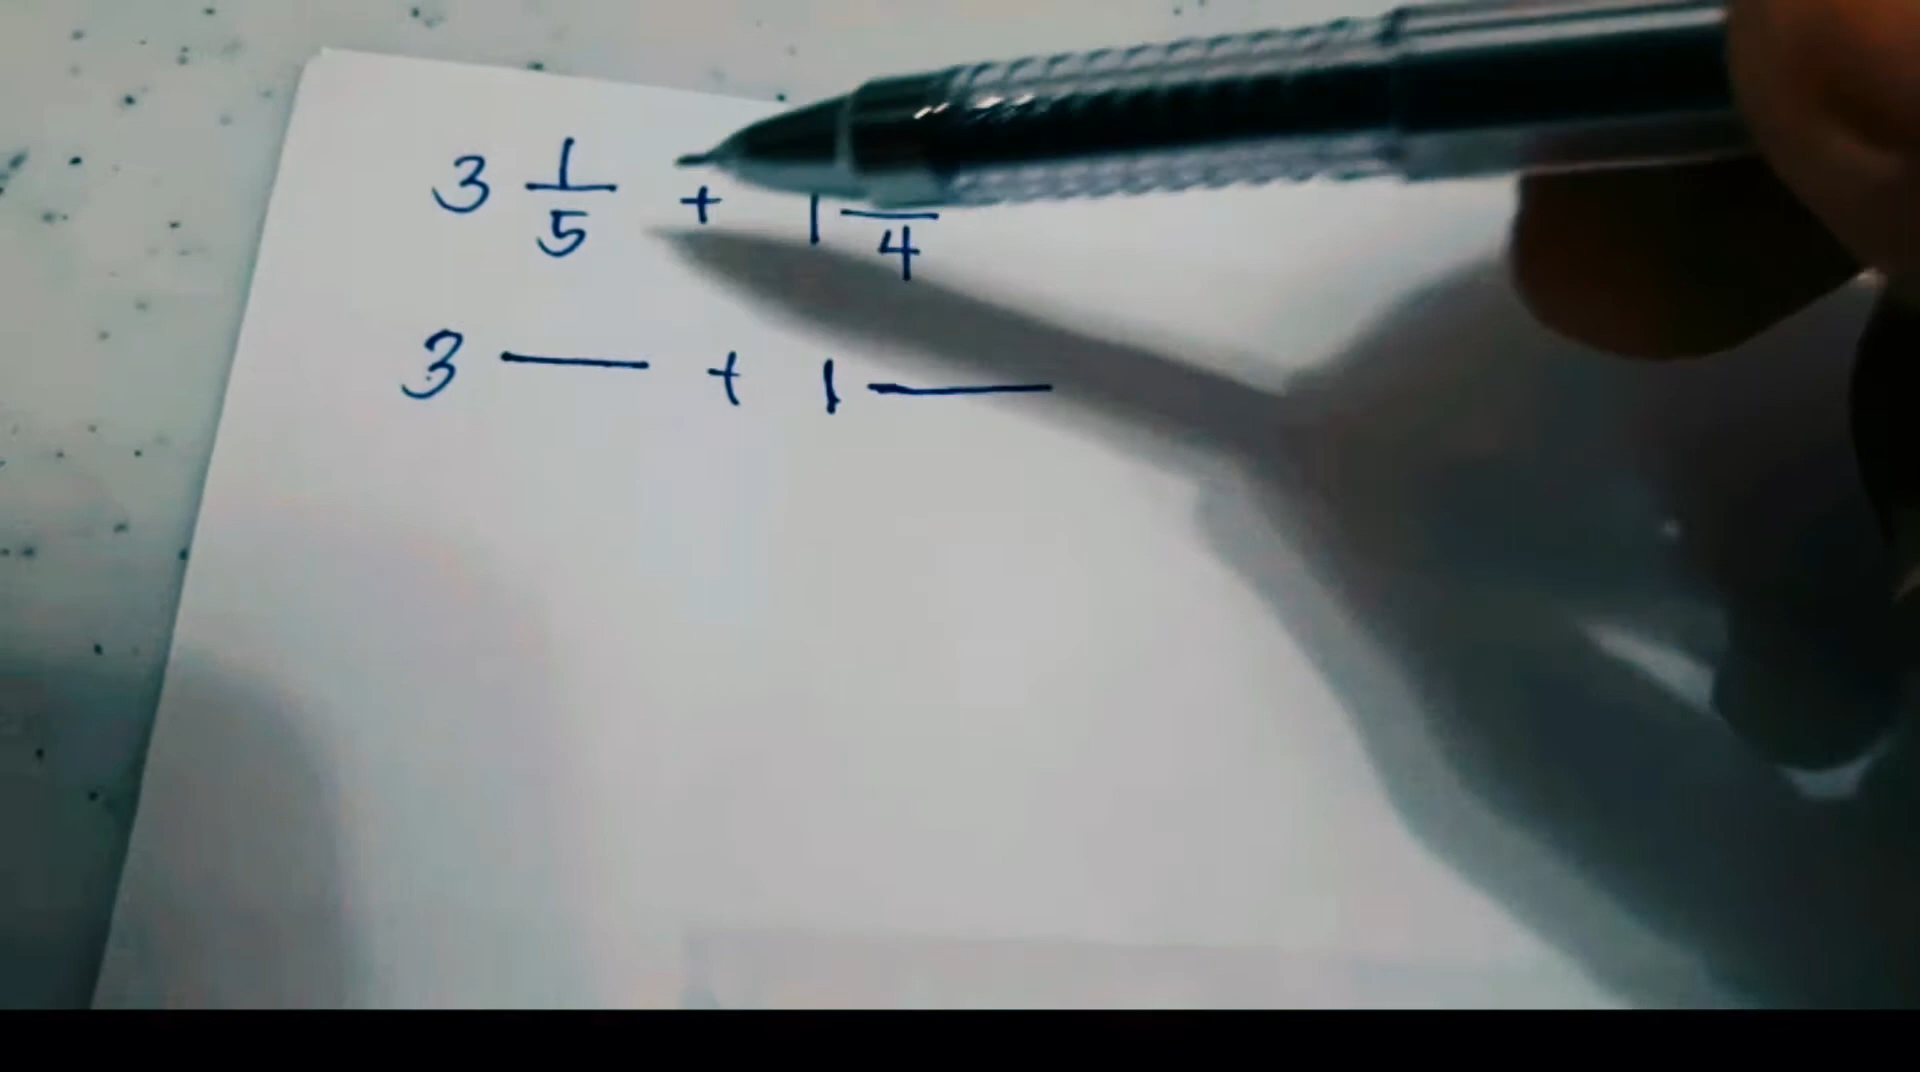 3 1/5 + 1 /4
3 — + 1 —